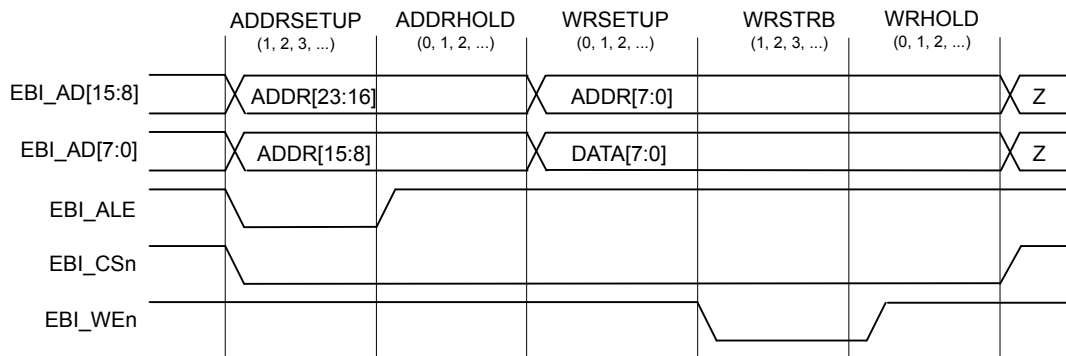 ADDRSETUP ADDRHOLD WRSETUP WRSTRB WRHOLD
(1, 2, 3, ...) (0, 1, 2, ...) (0, 1, 2, ...) (1, 2, 3, ...) (0, 1, 2, ...)
EBI_AD[15:8] ADDR[23:16] ADDR[7:0] Z
EBI_AD[7:0] ADDR[15:8] DATA[7:0] Z
EBI_ALE
EBI_CSn
EBI_WEn